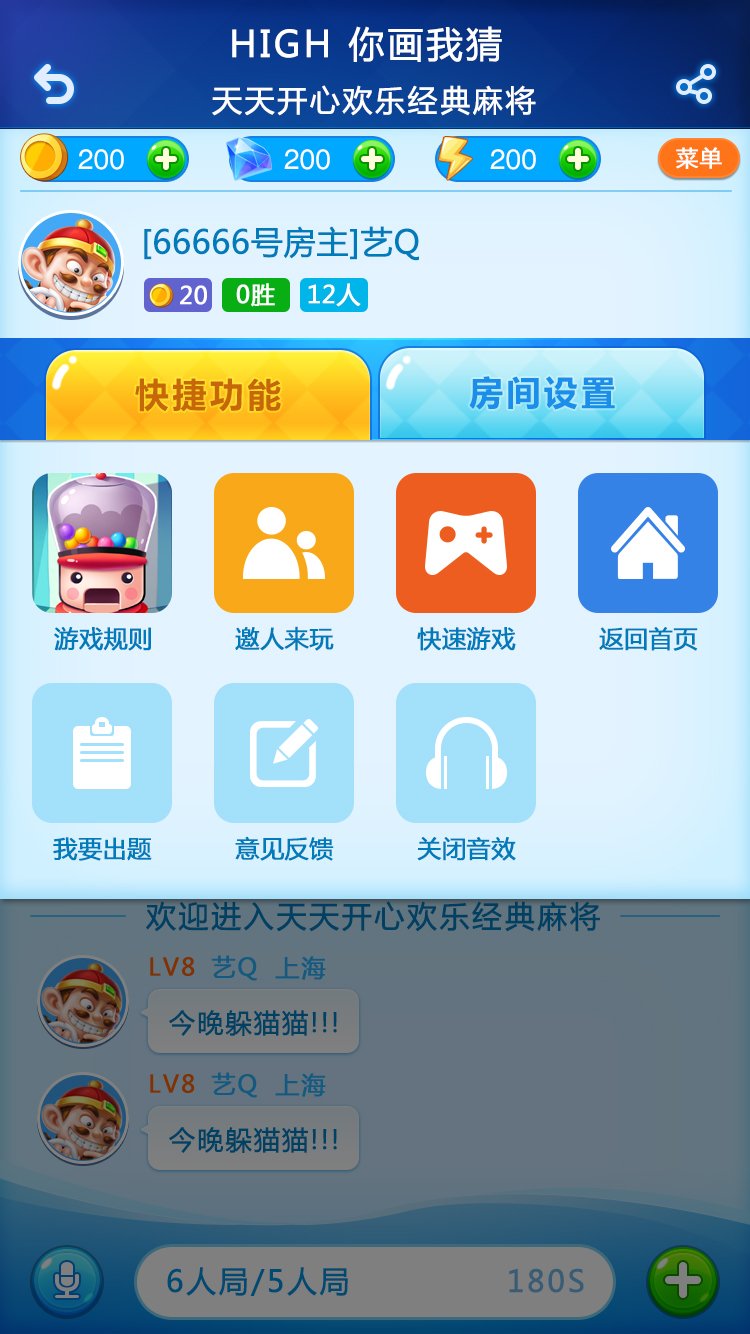 HIGH 你画我猜
天天开心欢乐经典麻将
200 200 200 菜单
[66666号房主]艺Q
20 0胜 12人
快捷功能 房间设置
游戏规则 邀人来玩 快速游戏 返回首页
我要出题 意见反馈 关闭音效
欢迎进入天天开心欢乐经典麻将
LV8 艺Q 上海
今晚躲猫猫!!!
LV8 艺Q 上海
今晚躲猫猫!!!
6人局/5人局 180S